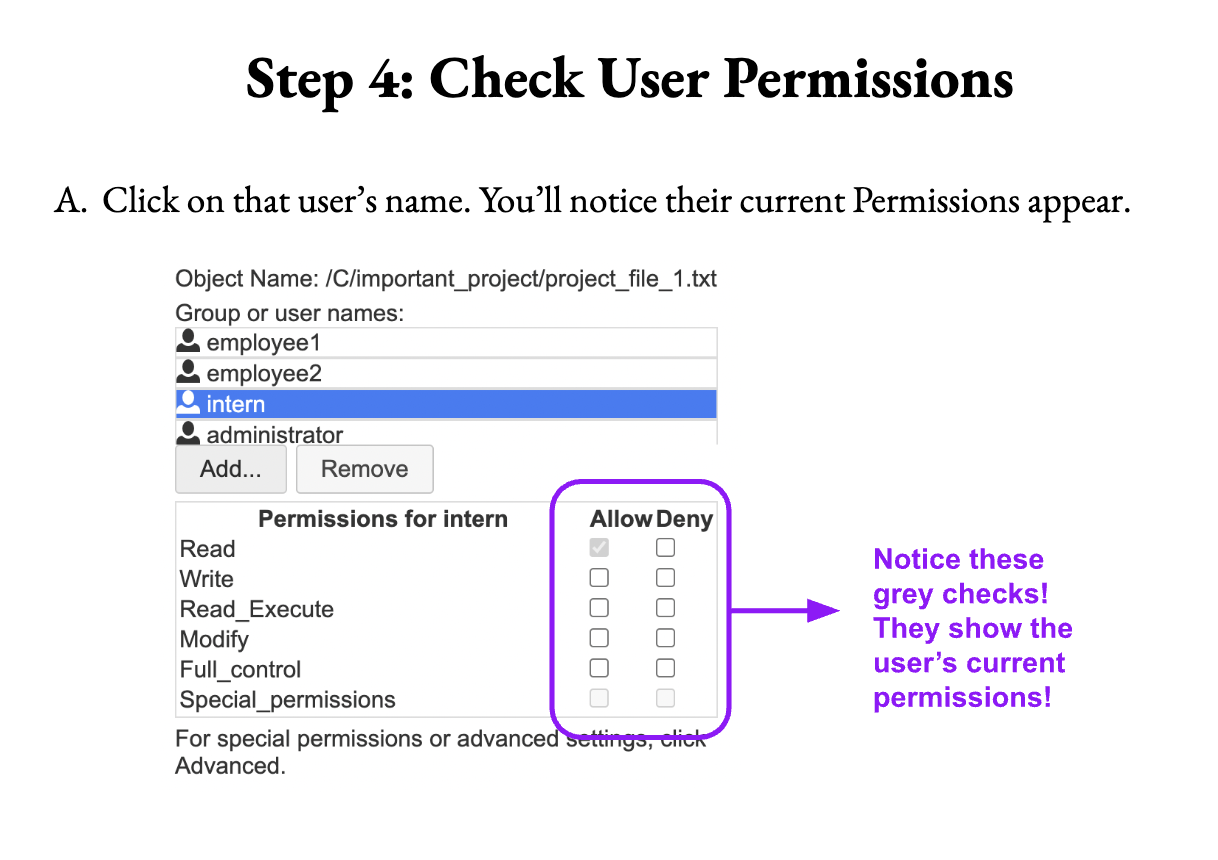 Step 4: Check User Permissions
A. Click on that user’s name. You’ll notice their current Permissions appear.
Object Name: /C/important_project/project_file_1.txt
Group or user names:
employee1
employee2
intern
administrator
Add... Remove
Permissions for intern Allow Deny
Read
Write
Read_Execute
Modify
Full_control
Special_permissions
For special permissions or advanced settings, click
Advanced.
Notice these
grey checks!
They show the
user’s current
permissions!